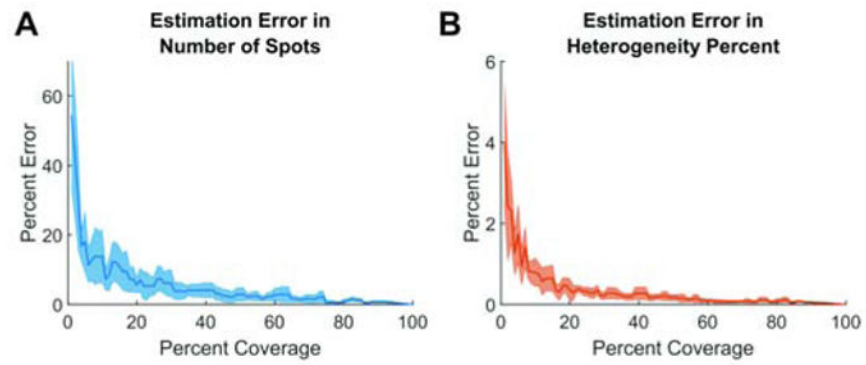 A
Estimation Error in
Number of Spots
Percent Error
60
40
20
0
0 20 40 60 80 100
Percent Coverage
B
Estimation Error in
Heterogeneity Percent
Percent Error
6
4
2
0
0 20 40 60 80 100
Percent Coverage